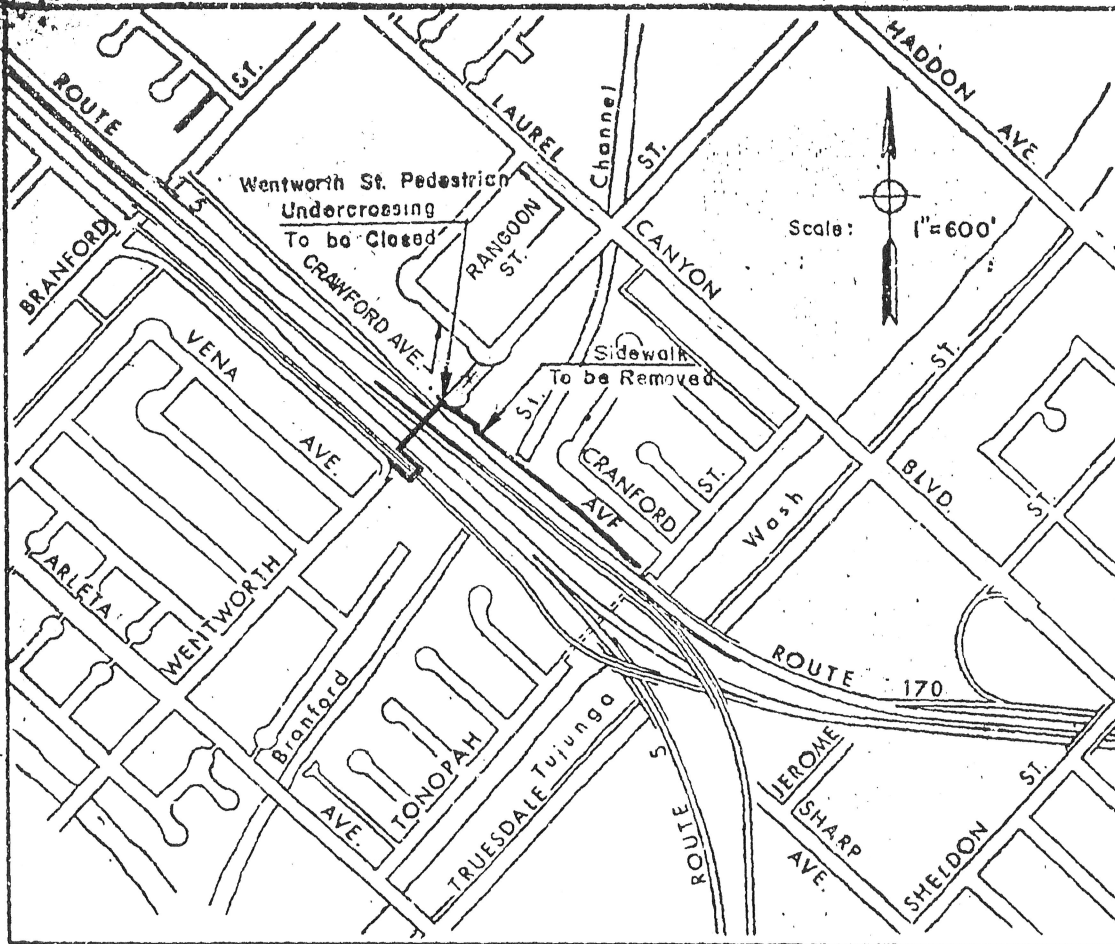 HADDON
AVE.
ROUTE
ST.
LAUREL
Channel
ST.
Wentworth St. Pedestrian
Undercrossing
To be Closed
RANGOON
ST.
CANYON
Scale: 1"=600'
BRANFORD
CRAWFORD AVE.
VENA
AVE.
Sidewalk
To be Removed
St.
ST.
CRANFORD
AVE
ST.
Wash
BLVD.
ST.
ARLETA
WENTWORTH
Branford
AVE.
TONOPAH
TRUESDALE
Tujunga
ROUTE
170
ROUTE
5
JEROME
SHARP
AVE.
SHELDON
ST.